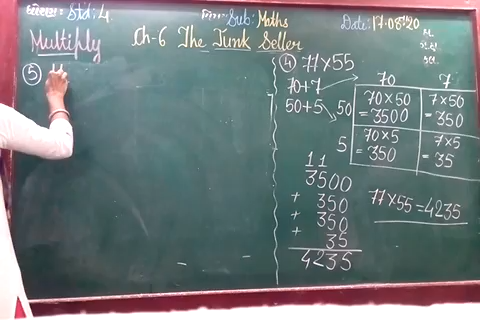 Std: 4
Sub: Maths
Date: 17.08.20
Multiply
Ch-6 The Junk Seller
⑤
④ 77×55
70+7
50+5
70 7
50 70×50 =3500 7×50 =350
5 70×5 =350 7×5 =35
11
3500
+ 350
+ 350
+ 35
4235
77×55=4235